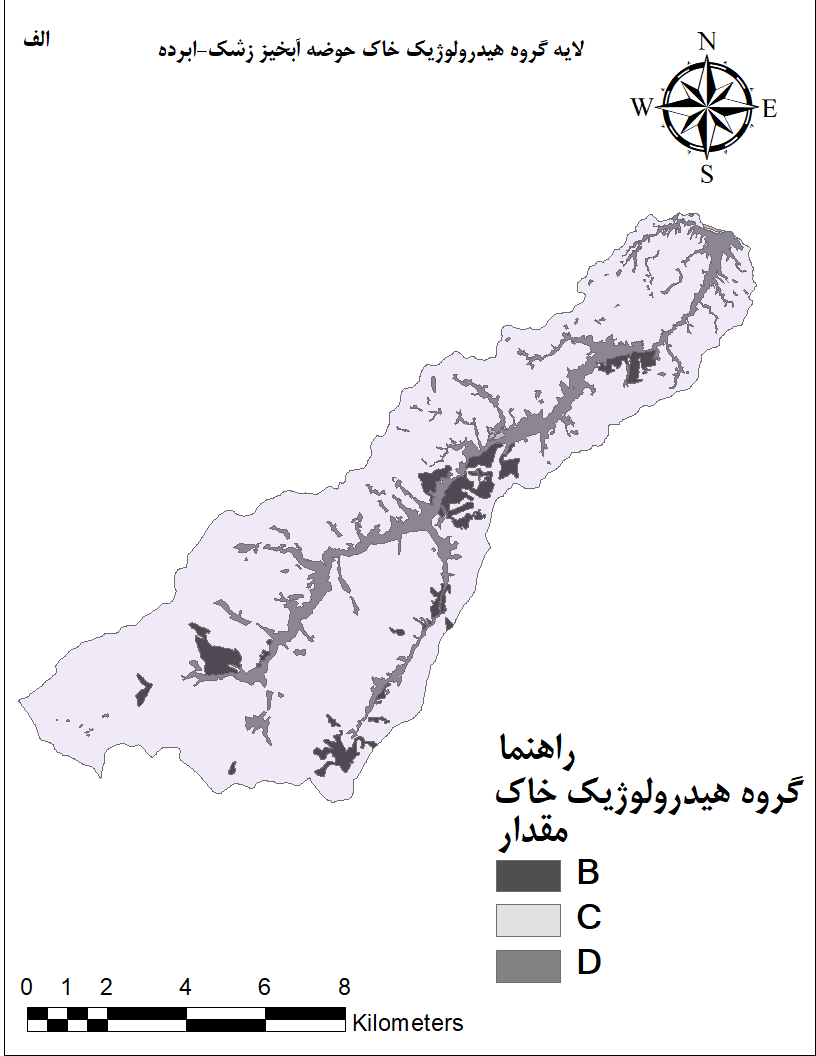 الف
لایه گروه هیدرولوژیک خاک حوضه آبخیز زشک-ابرده
N
W E
S
راهنما
گروه هیدرولوژیک خاک
مقدار
B
C
D
0 1 2 4 6 8
Kilometers